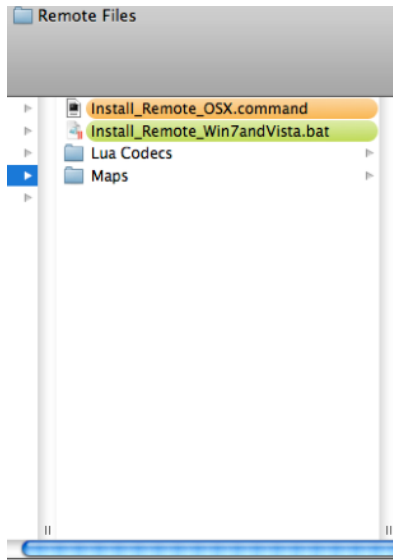 Remote Files
Install_Remote_OSX.command
Install_Remote_Win7andVista.bat
Lua Codecs
Maps